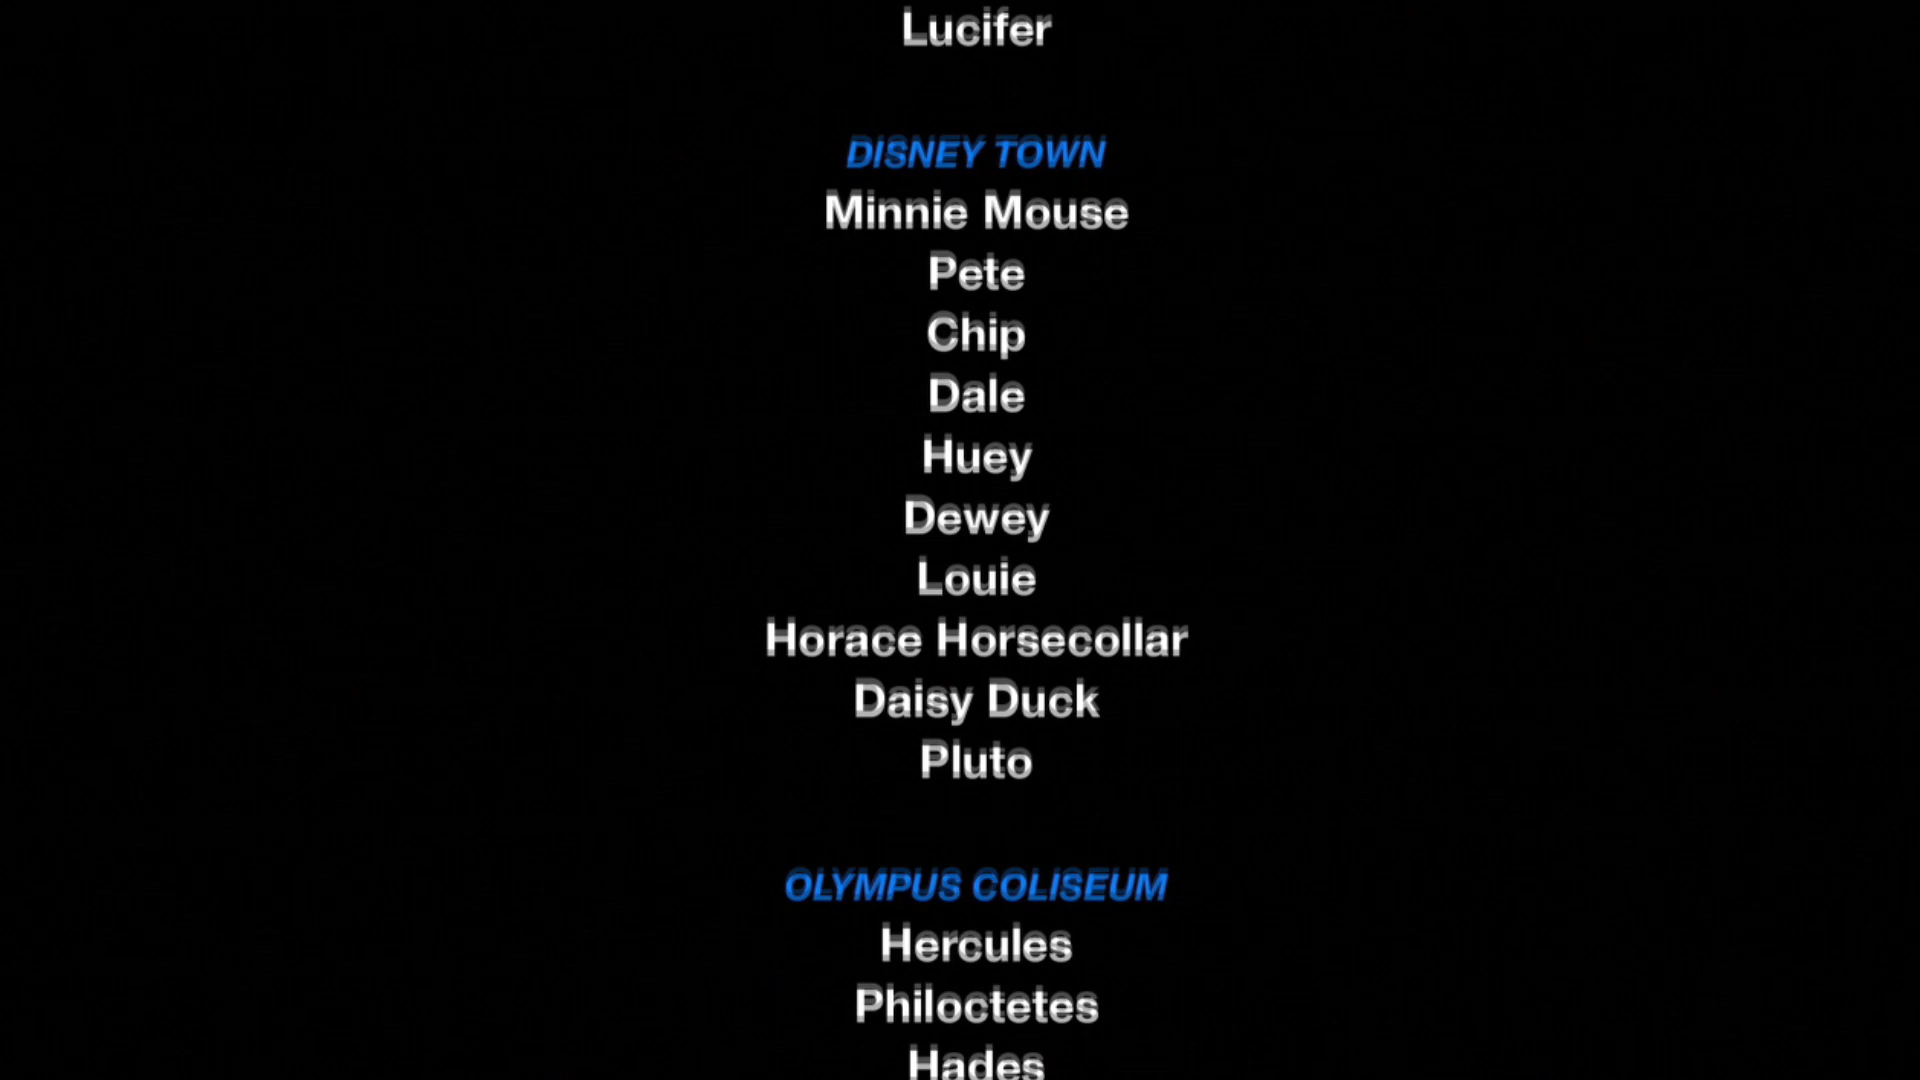 Lucifer
DISNEY TOWN
Minnie Mouse
Pete
Chip
Dale
Huey
Dewey
Louie
Horace Horsecollar
Daisy Duck
Pluto
OLYMPUS COLISEUM
Hercules
Philoctetes
Hades